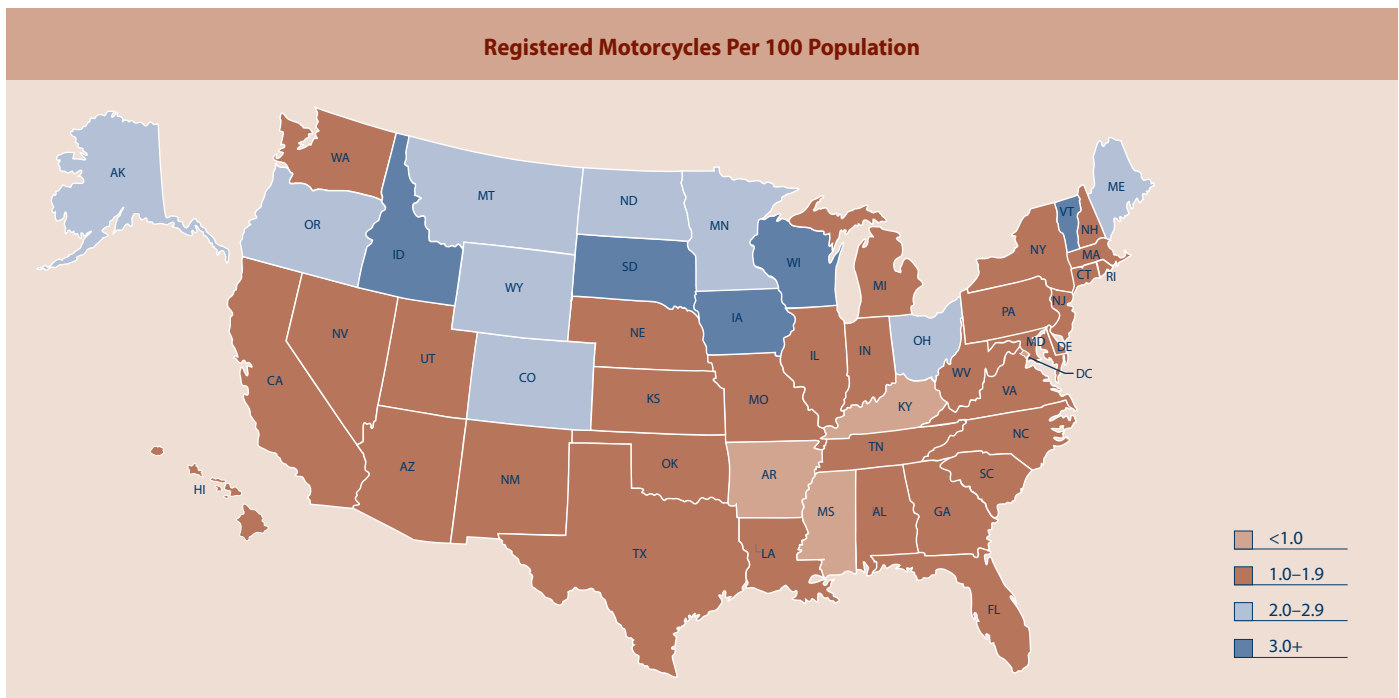 Registered Motorcycles Per 100 Population
AK
WA
MT
ND
MN
ME
VT
NH
OR
ID
SD
WI
NY
MA
CT
RI
WY
MI
IA
PA
NJ
NV
NE
OH
MD
DE
UT
IL
IN
WV
DC
CA
CO
KS
MO
KY
VA
NC
TN
AZ
NM
OK
AR
SC
HI
MS
AL
GA
TX
LA
FL
<1.0
1.0–1.9
2.0–2.9
3.0+